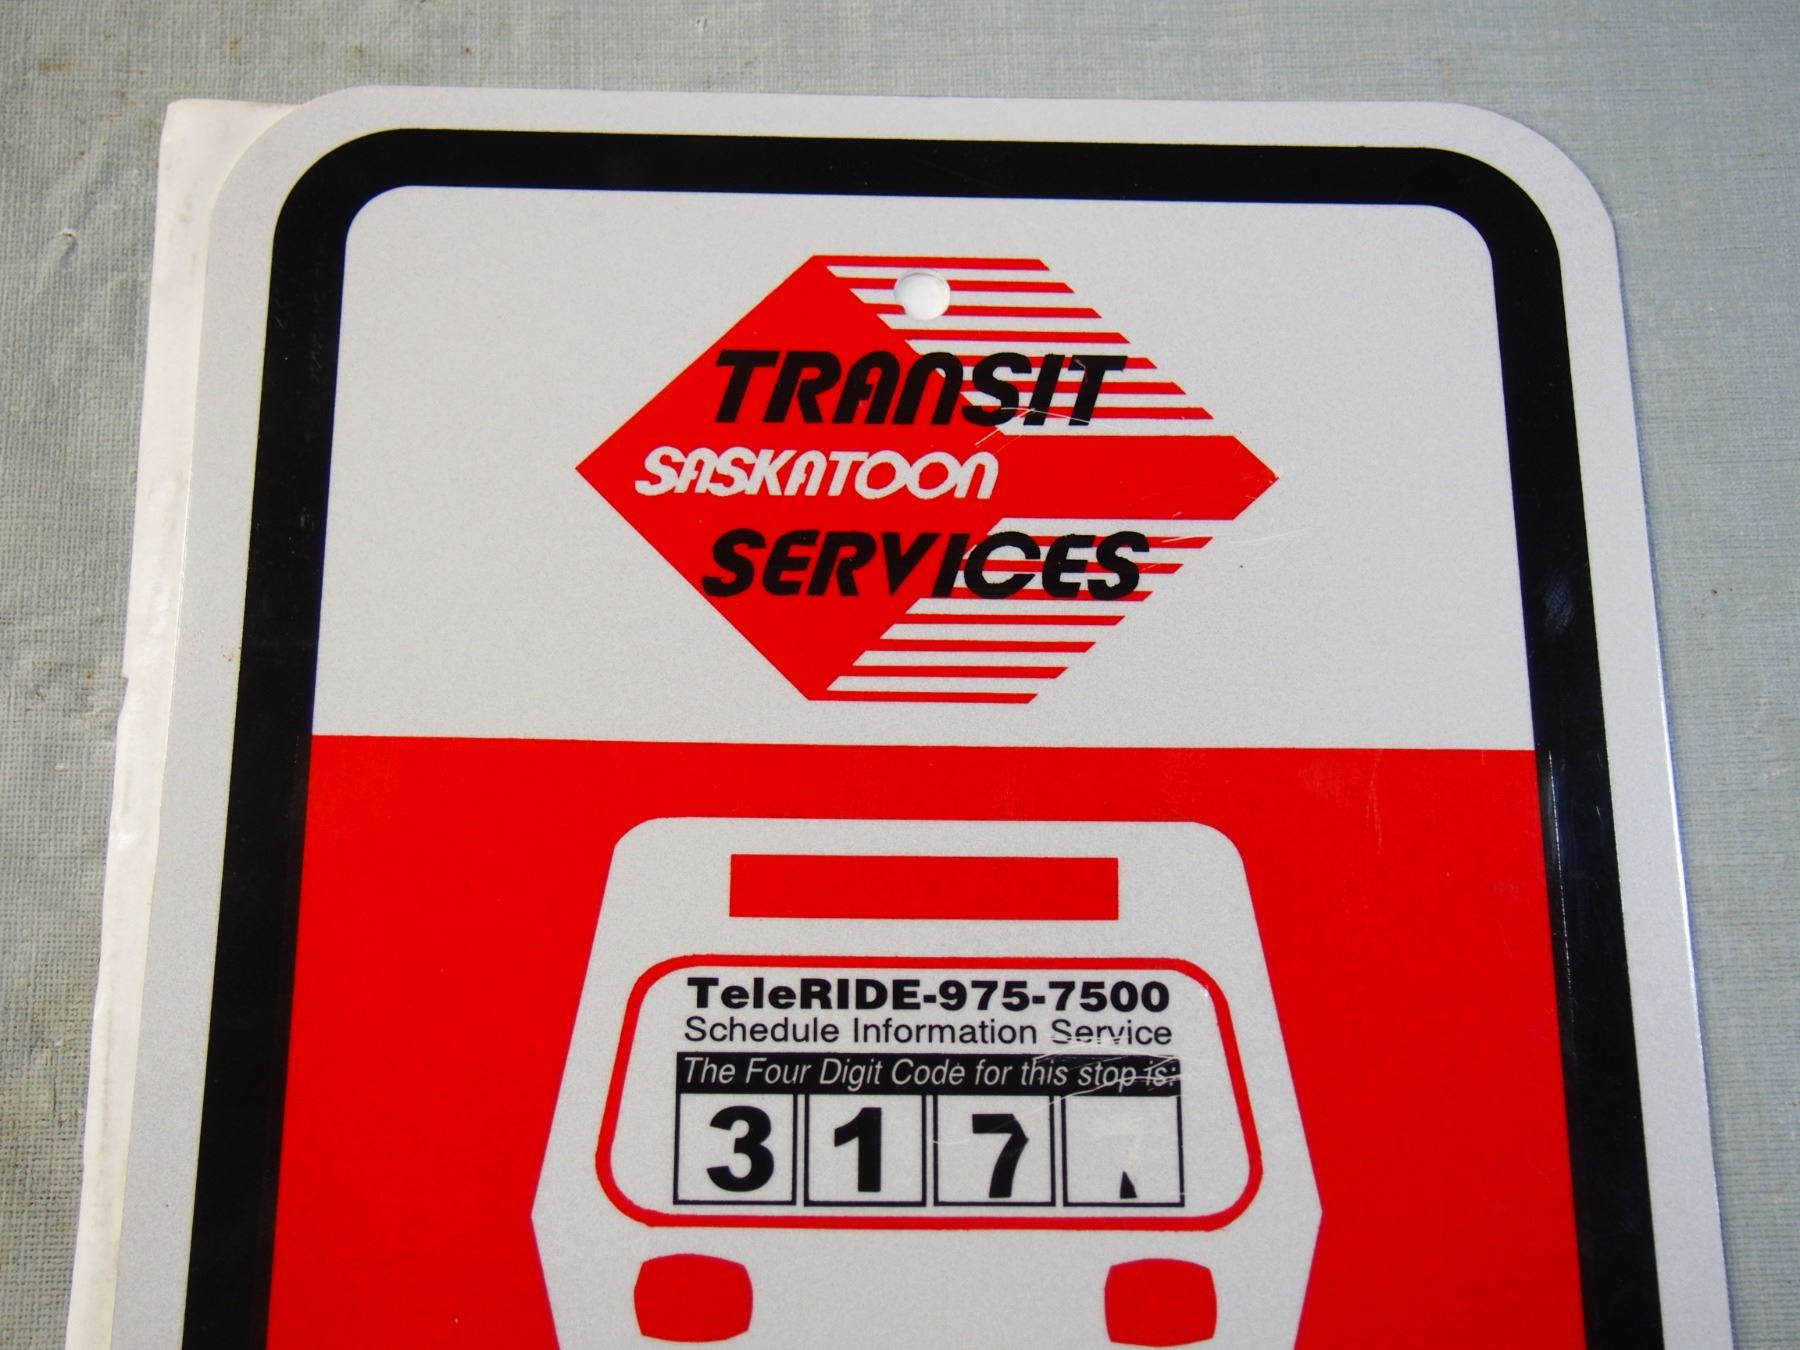 TRANSIT
SASKATOON
SERVICES
TeleRIDE-975-7500
Schedule Information Service
The Four Digit Code for this stop is:
3 1 7